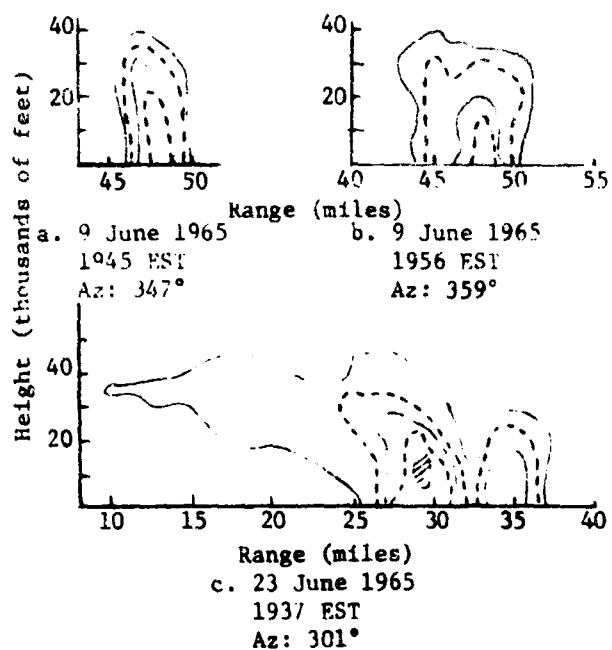 Height (thousands of feet)
40
20
45 50
40
20
40 45 50 55
Range (miles)
a. 9 June 1965
1945 EST
Az: 347°
b. 9 June 1965
1956 EST
Az: 359°
40
20
10 15 20 25 30 35 40
Range (miles)
c. 23 June 1965
1937 EST
Az: 301°